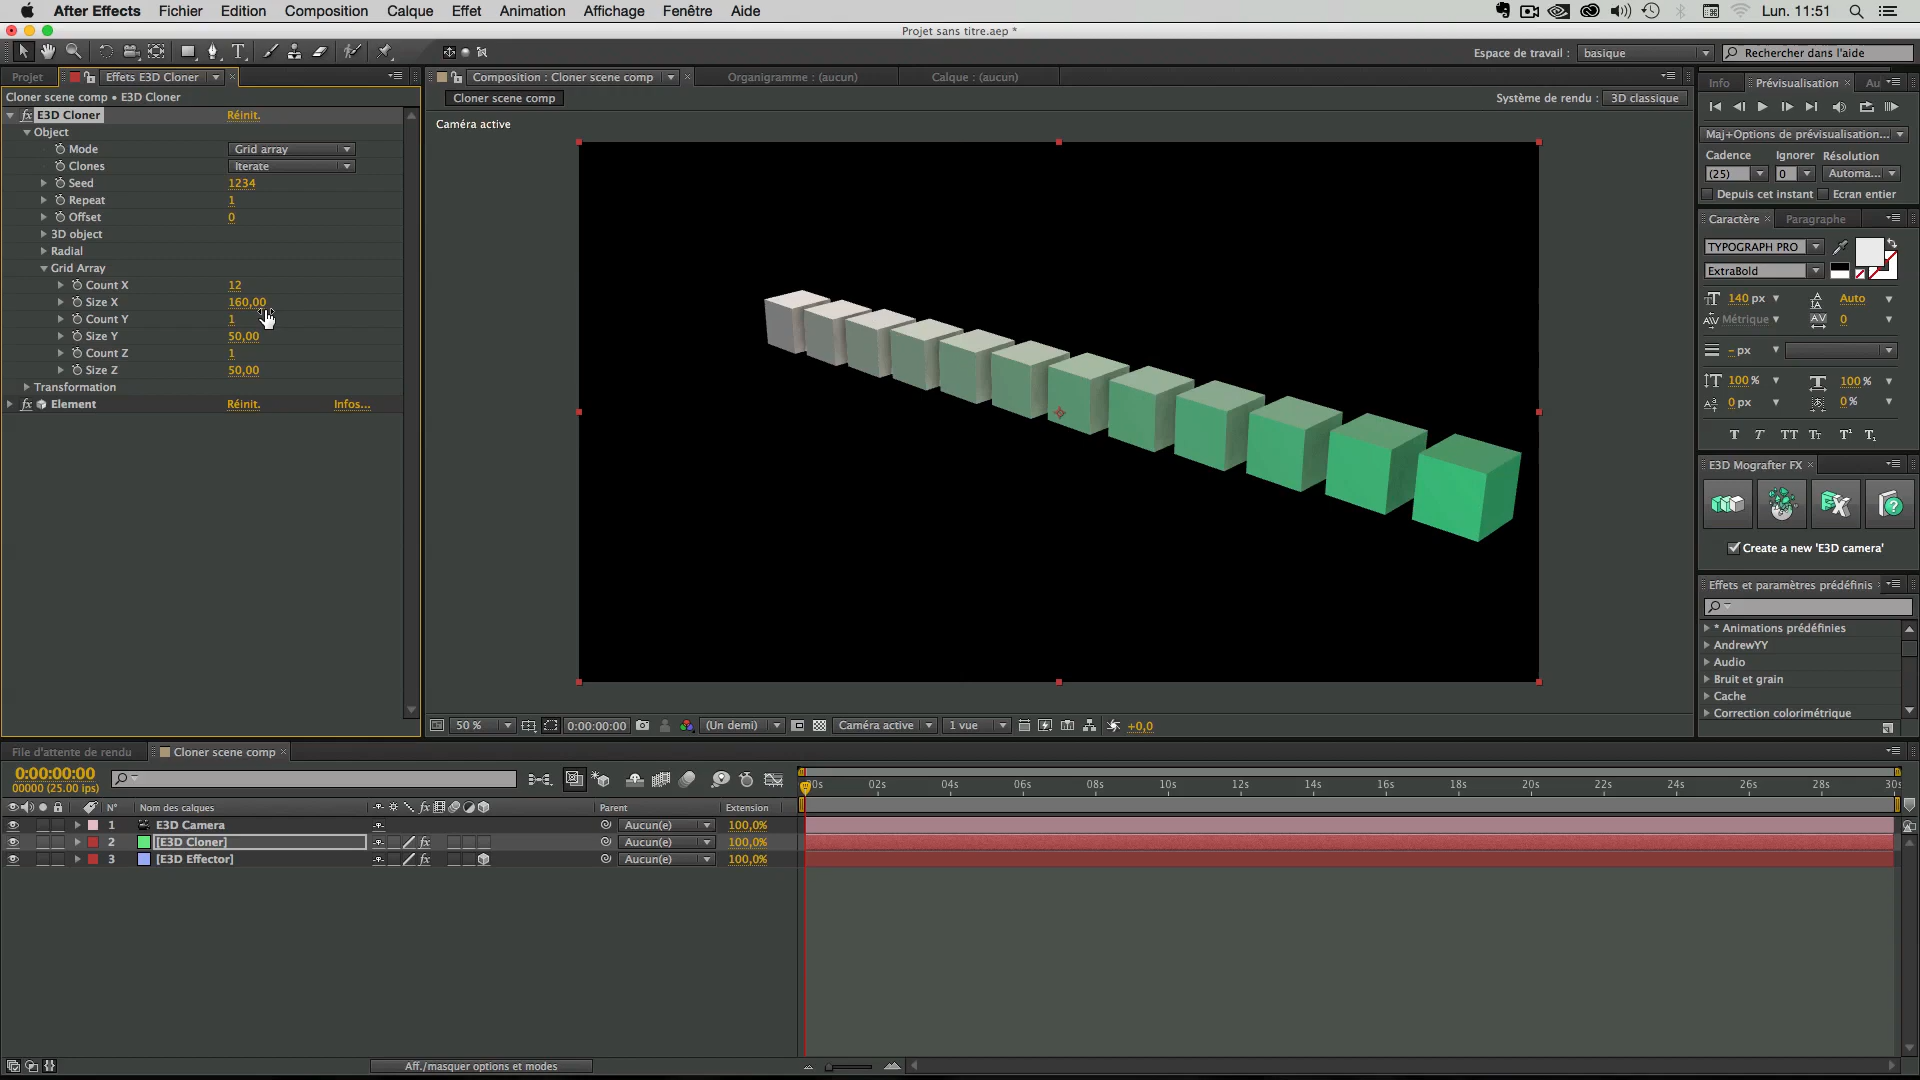 After Effects Fichier Edition Composition Calque Effet Animation Affichage Fenêtre Aide Lun. 11:51
Projet sans titre.aep *
T Espace de travail : basique Rechercher dans l'aide
Projet Effets E3D Cloner Composition : Cloner scene comp Organigramme : (aucun) Calque : (aucun) Info Prévisualisation Au
Cloner scene comp • E3D Cloner
Cloner scene comp Système de rendu : 3D classique
Caméra active
fx E3D Cloner Réinit.
Object
Mode Grid array
Clones Iterate
Seed 1234
Repeat 1
Offset 0
3D object
Radial
Grid Array
Count X 12
Size X 160,00
Count Y 1
Size Y 50,00
Count Z 1
Size Z 50,00
Transformation
fx Element Réinit. Infos...
Maj+Options de prévisualisation...
Cadence Ignorer Résolution
(25) 0 Automa...
Depuis cet instant Ecran entier
Caractère Paragraphe
TYPOGRAPH PRO
ExtraBold
140 px Auto
Métrique 0
- px
100 % 100 %
0 px 0 %
T T TT Tт T¹ T₁
E3D Mografter FX
Create a new 'E3D camera'
Effets et paramètres prédéfinis
* Animations prédéfinies
AndrewYY
Audio
Bruit et grain
Cache
Correction colorimétrique
50 % 0:00:00:00 (Un demi) Caméra active 1 vue +0,0
File d'attente de rendu Cloner scene comp
0:00:00:00
00000 (25.00 ips)
00s 02s 04s 06s 08s 10s 12s 14s 16s 18s 20s 22s 24s 26s 28s 30s
N° Nom des calques fx Parent Extension
1 E3D Camera Aucun(e) 100,0%
2 [E3D Cloner] fx Aucun(e) 100,0%
3 [E3D Effector] fx Aucun(e) 100,0%
Aff./masquer options et modes